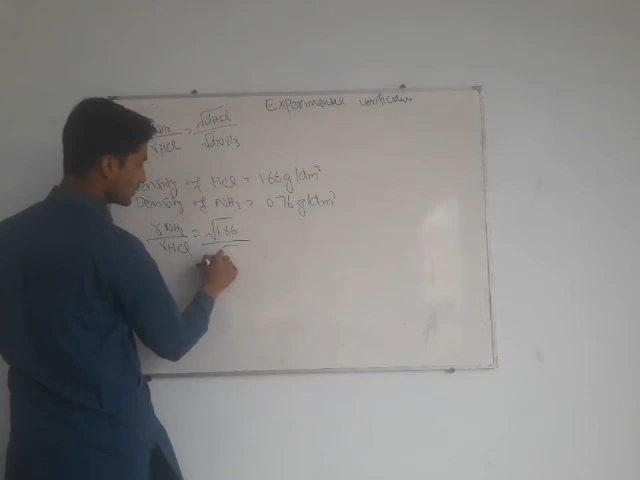 Experimental verification
rNH3/rHCl = √dHCl/√dNH3
Density of HCl = 1.66 g/dm³
Density of NH3 = 0.76 g/dm³
rNH3/rHCl = √1.66/√